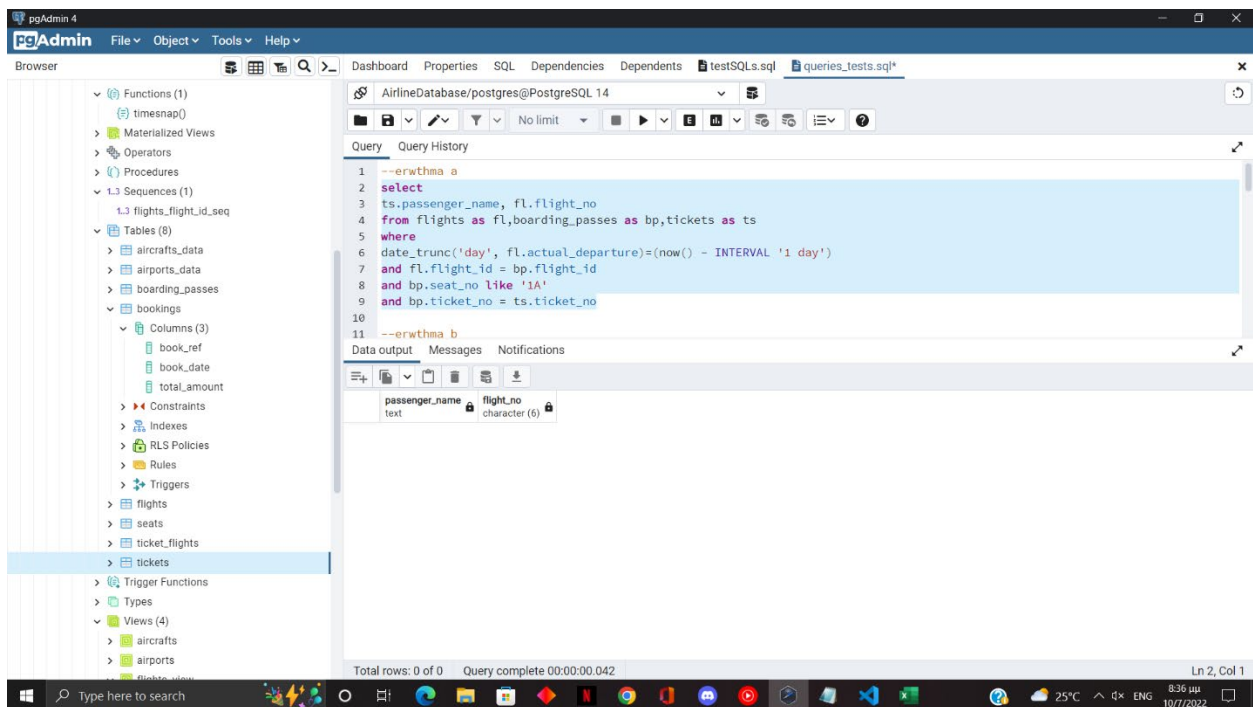 pgAdmin 4
pgAdmin File Object Tools Help
Browser
Dashboard Properties SQL Dependencies Dependents testSQLs.sql queries_tests.sql*
Functions (1)
timesnap()
Materialized Views
Operators
Procedures
1..3 Sequences (1)
1..3 flights_flight_id_seq
Tables (8)
aircrafts_data
airports_data
boarding_passes
bookings
Columns (3)
book_ref
book_date
total_amount
Constraints
Indexes
RLS Policies
Rules
Triggers
flights
seats
ticket_flights
tickets
Trigger Functions
Types
Views (4)
aircrafts
airports
flights_view
AirlineDatabase/postgres@PostgreSQL 14
No limit
Query Query History
1 --erwthma a
2 select
3 ts.passenger_name, fl.flight_no
4 from flights as fl,boarding_passes as bp,tickets as ts
5 where
6 date_trunc('day', fl.actual_departure)=(now() - INTERVAL '1 day')
7 and fl.flight_id = bp.flight_id
8 and bp.seat_no like '1A'
9 and bp.ticket_no = ts.ticket_no
10
11 --erwthma b
Data output Messages Notifications
passenger_name flight_no
text character (6)
Total rows: 0 of 0 Query complete 00:00:00.042 Ln 2, Col 1
Type here to search
25°C ENG 8:36 μμ
10/7/2022